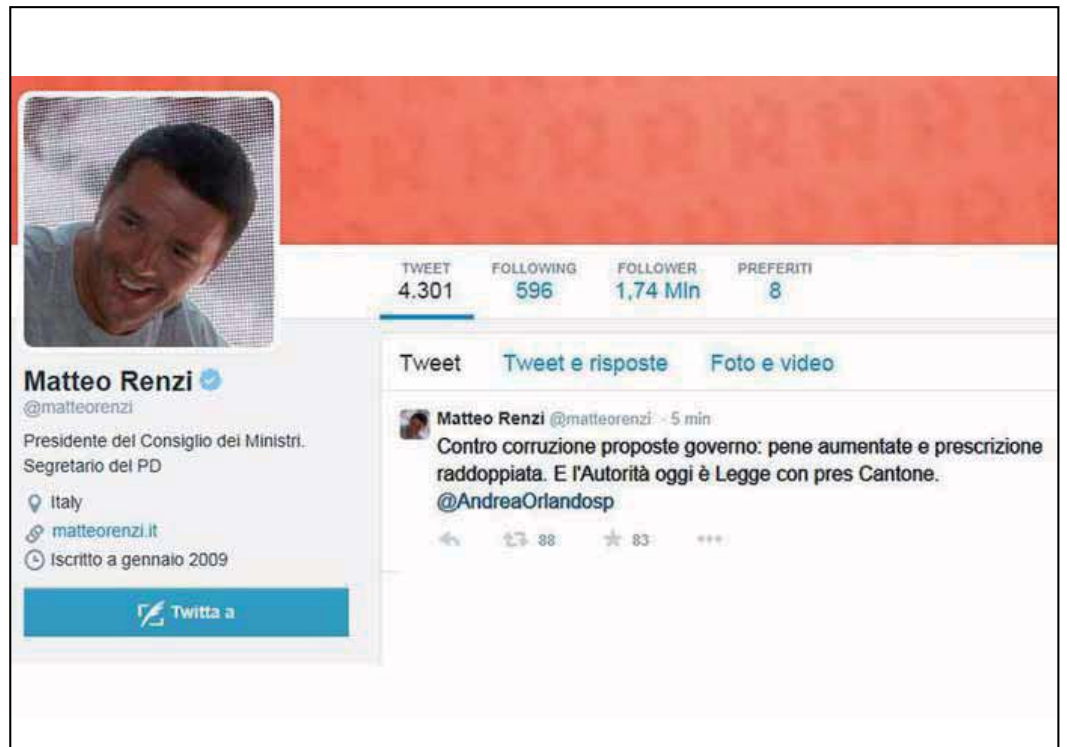 TWEET FOLLOWING FOLLOWER PREFERITI
4.301 596 1,74 Mln 8
Matteo Renzi
@matteorenzi
Presidente del Consiglio dei Ministri.
Segretario del PD
Italy
matteorenzi.it
Iscritto a gennaio 2009
Twitta a
Tweet Tweet e risposte Foto e video
Matteo Renzi @matteorenzi · 5 min
Contro corruzione proposte governo: pene aumentate e prescrizione
raddoppiata. E l'Autorità oggi è Legge con pres Cantone.
@AndreaOrlandosp
88 83